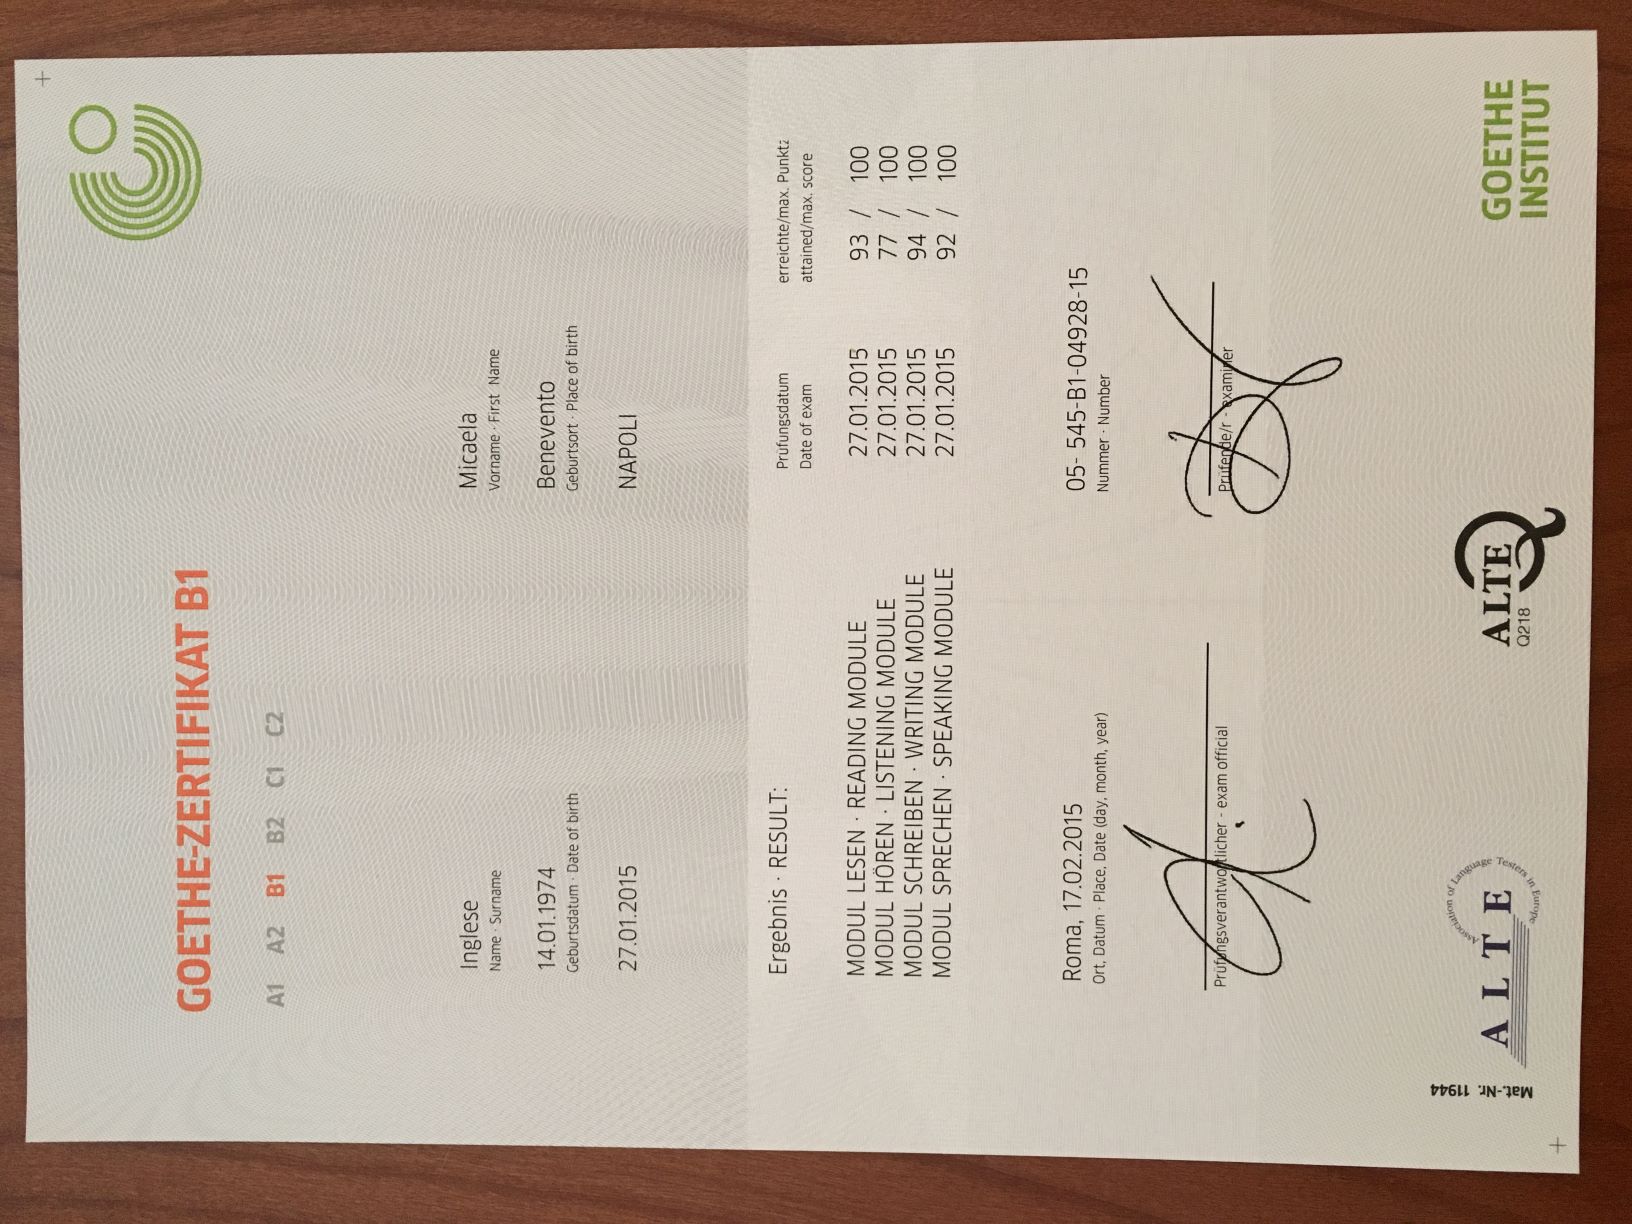 GOETHE-ZERTIFIKAT B1
A1 A2 B1 B2 C1 C2
Inglese Micaela
Name · Surname Vorname · First Name
14.01.1974 Benevento
Geburtsdatum · Date of birth Geburtsort · Place of birth
27.01.2015 NAPOLI
Ergebnis · RESULT: Prüfungsdatum erreichte/max. Punktz
Date of exam attained/max. score
MODUL LESEN · READING MODULE 27.01.2015 93 / 100
MODUL HÖREN · LISTENING MODULE 27.01.2015 77 / 100
MODUL SCHREIBEN · WRITING MODULE 27.01.2015 94 / 100
MODUL SPRECHEN · SPEAKING MODULE 27.01.2015 92 / 100
Roma, 17.02.2015 05- 545-B1-04928-15
Ort, Datum · Place, Date (day, month, year) Nummer · Number
Prüfungsverantwortlicher - exam official Prüfende/r - examiner
Mat.-Nr. 11944
ALTE
Association of Language Testers in Europe
ALTE
Q218
GOETHE
INSTITUT